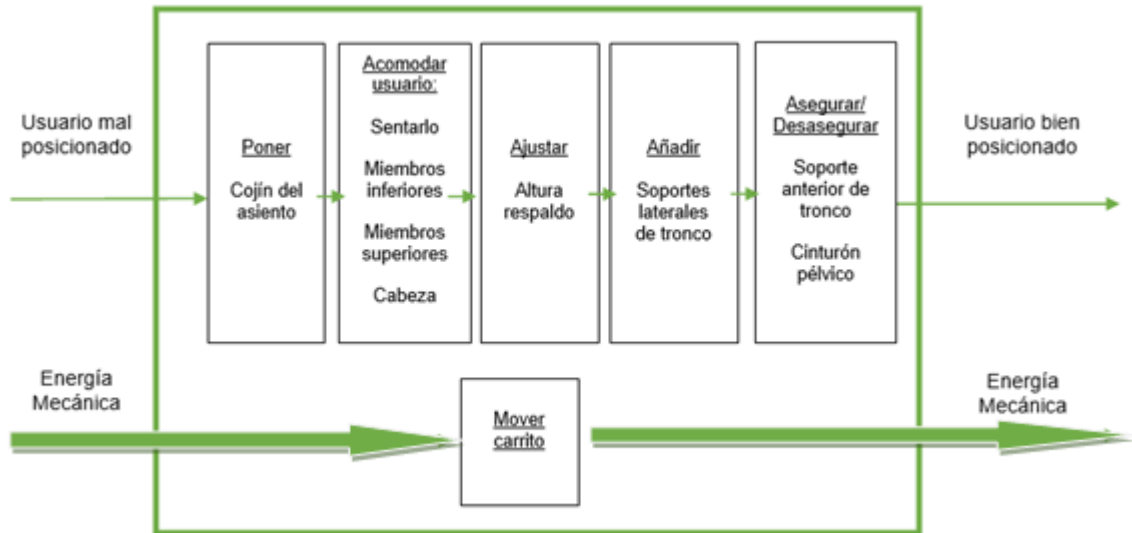 Usuario mal
posicionado
Poner
Cojín del
asiento
Acomodar
usuario:
Sentarlo
Miembros
inferiores
Miembros
superiores
Cabeza
Ajustar
Altura
respaldo
Añadir
Soportes
laterales
de tronco
Asegurar/
Desasegurar
Soporte
anterior de
tronco
Cinturón
pélvico
Usuario bien
posicionado
Energía
Mecánica
Mover
carrito
Energía
Mecánica